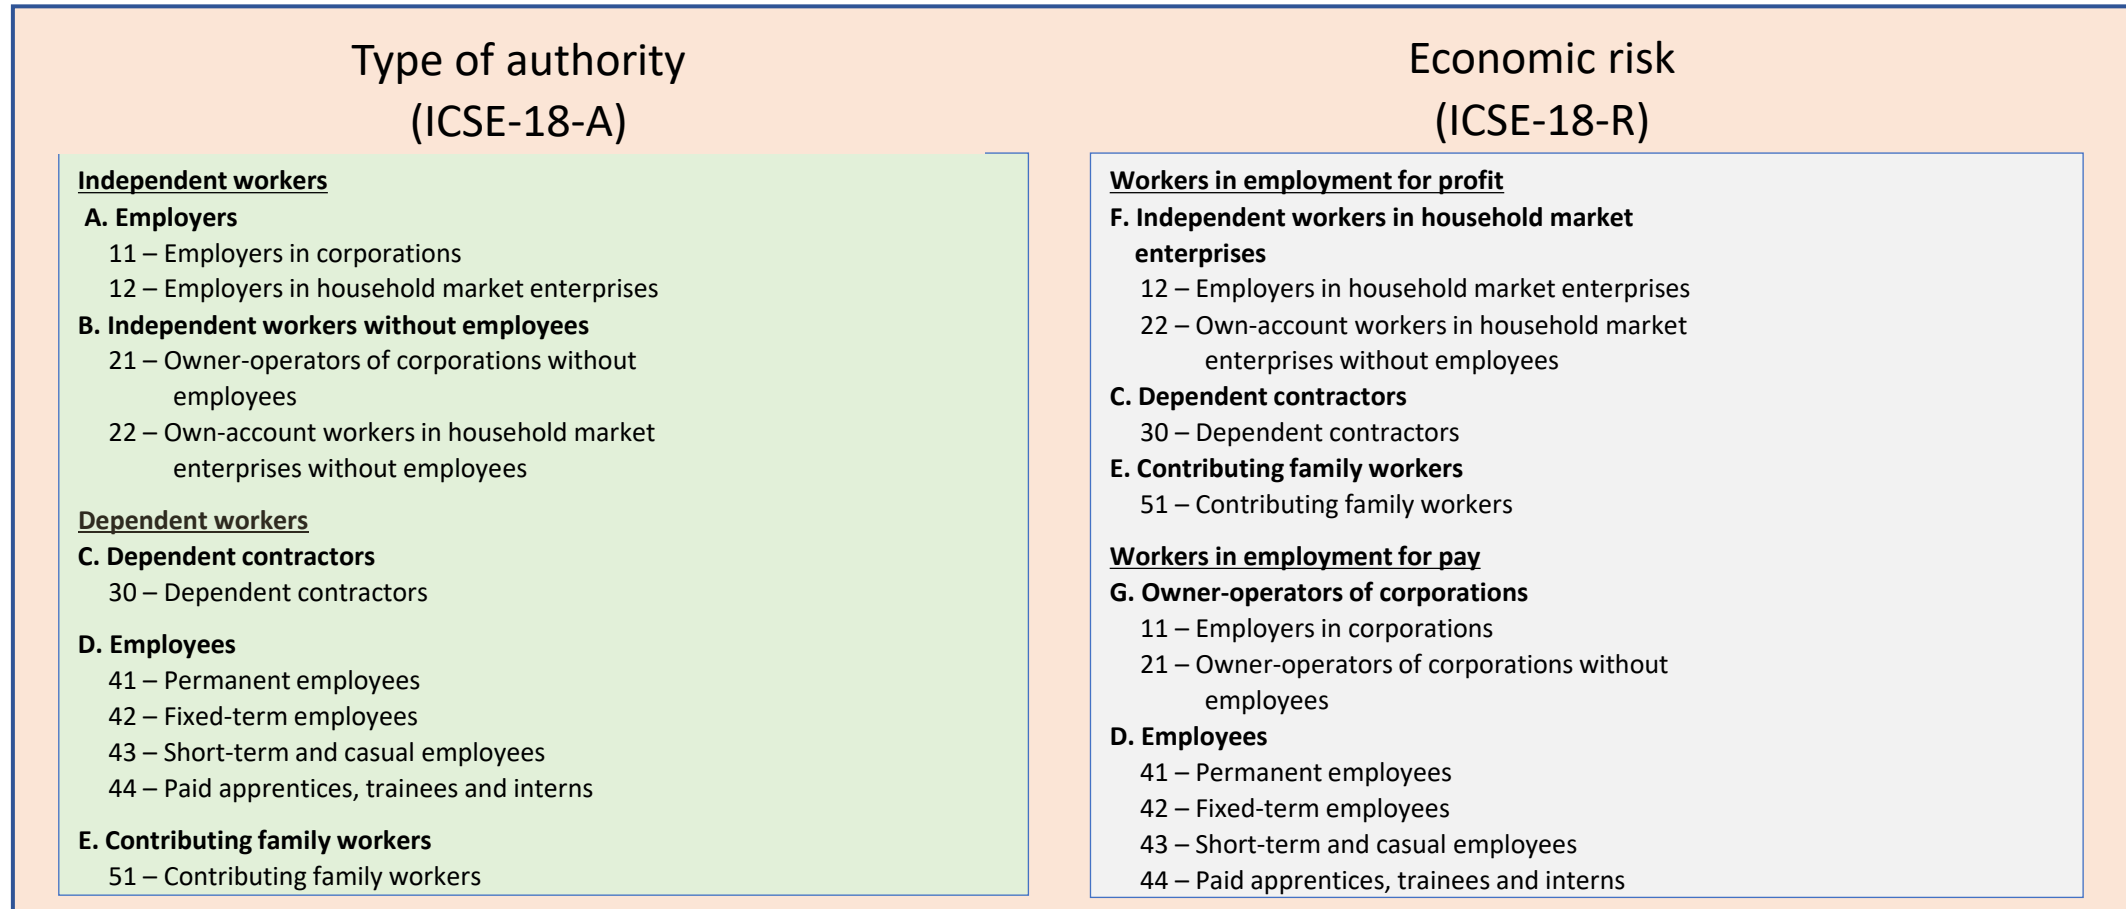 Type of authority
(ICSE-18-A)
Independent workers
A. Employers
11 – Employers in corporations
12 – Employers in household market enterprises
B. Independent workers without employees
21 – Owner-operators of corporations without
employees
22 – Own-account workers in household market
enterprises without employees
Dependent workers
C. Dependent contractors
30 – Dependent contractors
D. Employees
41 – Permanent employees
42 – Fixed-term employees
43 – Short-term and casual employees
44 – Paid apprentices, trainees and interns
E. Contributing family workers
51 – Contributing family workers
Economic risk
(ICSE-18-R)
Workers in employment for profit
F. Independent workers in household market
enterprises
12 – Employers in household market enterprises
22 – Own-account workers in household market
enterprises without employees
C. Dependent contractors
30 – Dependent contractors
E. Contributing family workers
51 – Contributing family workers
Workers in employment for pay
G. Owner-operators of corporations
11 – Employers in corporations
21 – Owner-operators of corporations without
employees
D. Employees
41 – Permanent employees
42 – Fixed-term employees
43 – Short-term and casual employees
44 – Paid apprentices, trainees and interns